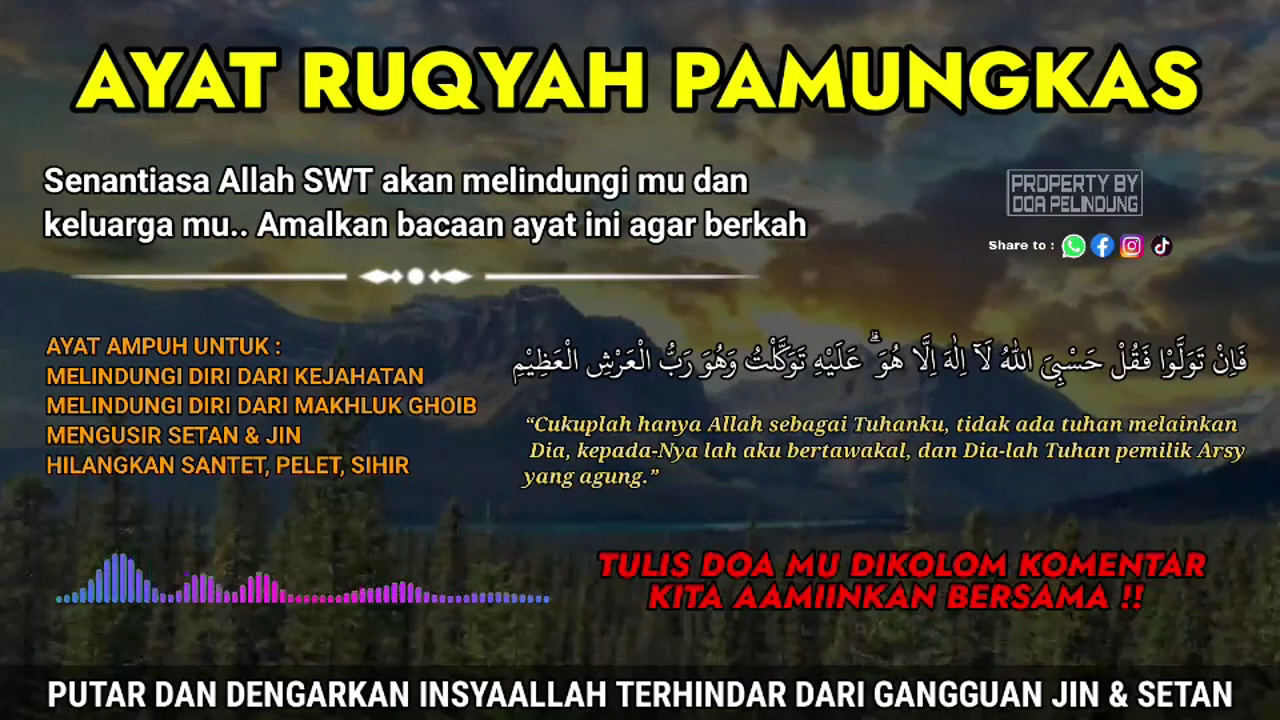 AYAT RUQYAH PAMUNGKAS
Senantiasa Allah SWT akan melindungi mu dan
keluarga mu.. Amalkan bacaan ayat ini agar berkah
PROPERTY BY
DOA PELINDUNG
Share to :
AYAT AMPUH UNTUK :
MELINDUNGI DIRI DARI KEJAHATAN
MELINDUNGI DIRI DARI MAKHLUK GHOIB
MENGUSIR SETAN & JIN
HILANGKAN SANTET, PELET, SIHIR
فَاِنْ تَوَلَّوْا فَقُلْ حَسْبِيَ اللّٰهُ لَآ اِلٰهَ اِلَّا هُوَ ۗ عَلَيْهِ تَوَكَّلْتُ وَهُوَ رَبُّ الْعَرْشِ الْعَظِيْمِ
“Cukuplah hanya Allah sebagai Tuhanku, tidak ada tuhan melainkan
Dia, kepada-Nya lah aku bertawakal, dan Dia-lah Tuhan pemilik Arsy
yang agung.”
TULIS DOA MU DIKOLOM KOMENTAR
KITA AAMIINKAN BERSAMA !!
PUTAR DAN DENGARKAN INSYAALLAH TERHINDAR DARI GANGGUAN JIN & SETAN